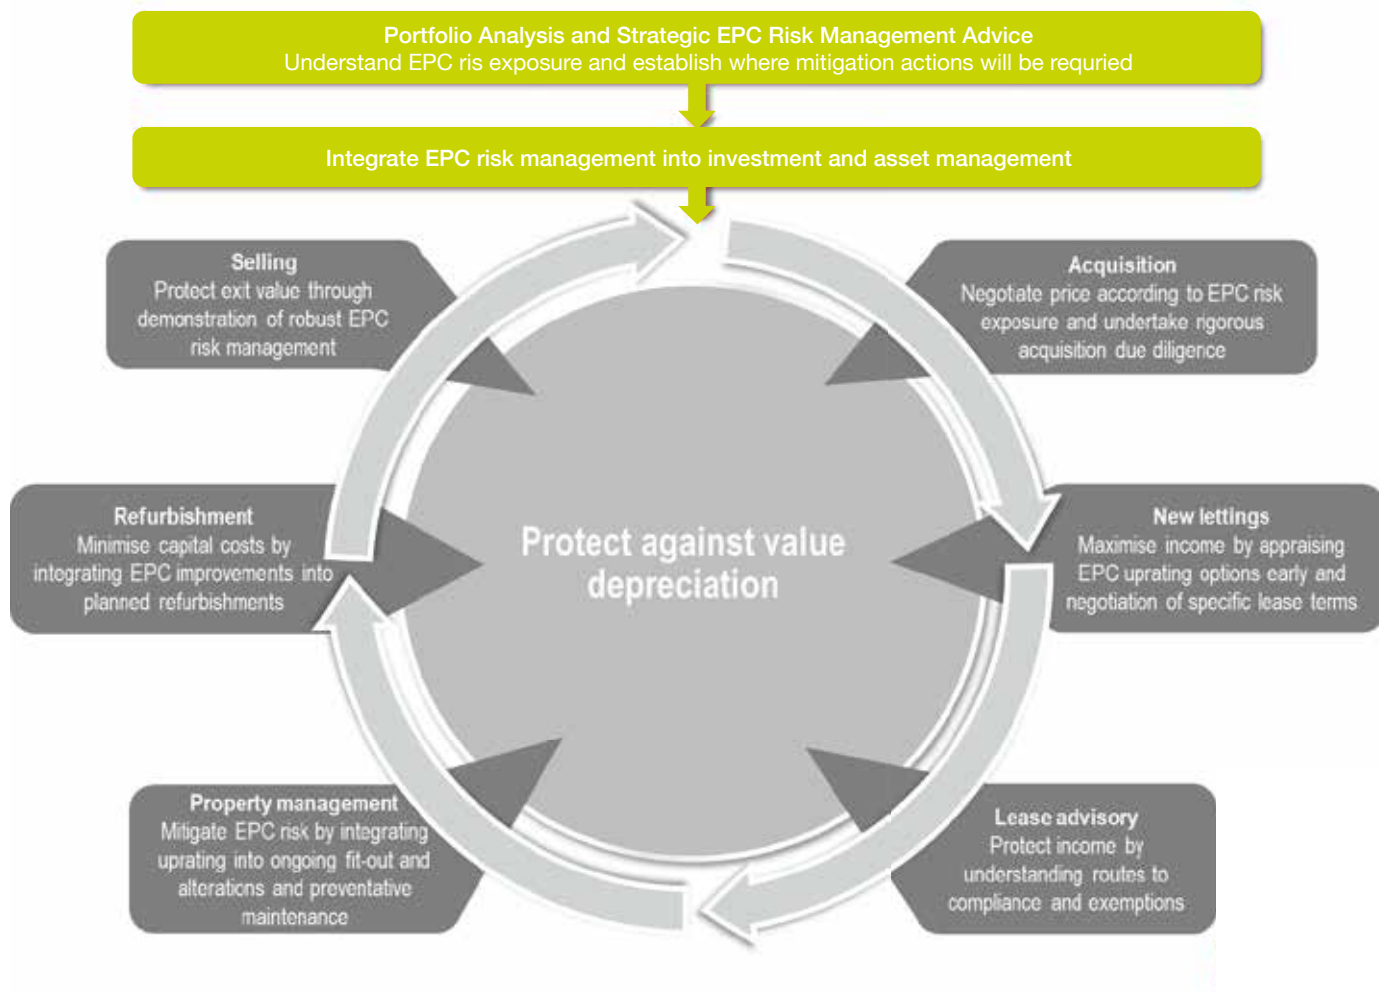 Portfolio Analysis and Strategic EPC Risk Management Advice
Understand EPC ris exposure and establish where mitigation actions will be requried
Integrate EPC risk management into investment and asset management
Selling
Protect exit value through
demonstration of robust EPC
risk management
Acquisition
Negotiate price according to EPC risk
exposure and undertake rigorous
acquisition due diligence
Refurbishment
Minimise capital costs by
integrating EPC improvements into
planned refurbishments
Protect against value
depreciation
New lettings
Maximise income by appraising
EPC uprating options early and
negotiation of specific lease terms
Property management
Mitigate EPC risk by integrating
uprating into ongoing fit-out and
alterations and preventative
maintenance
Lease advisory
Protect income by
understanding routes to
compliance and exemptions